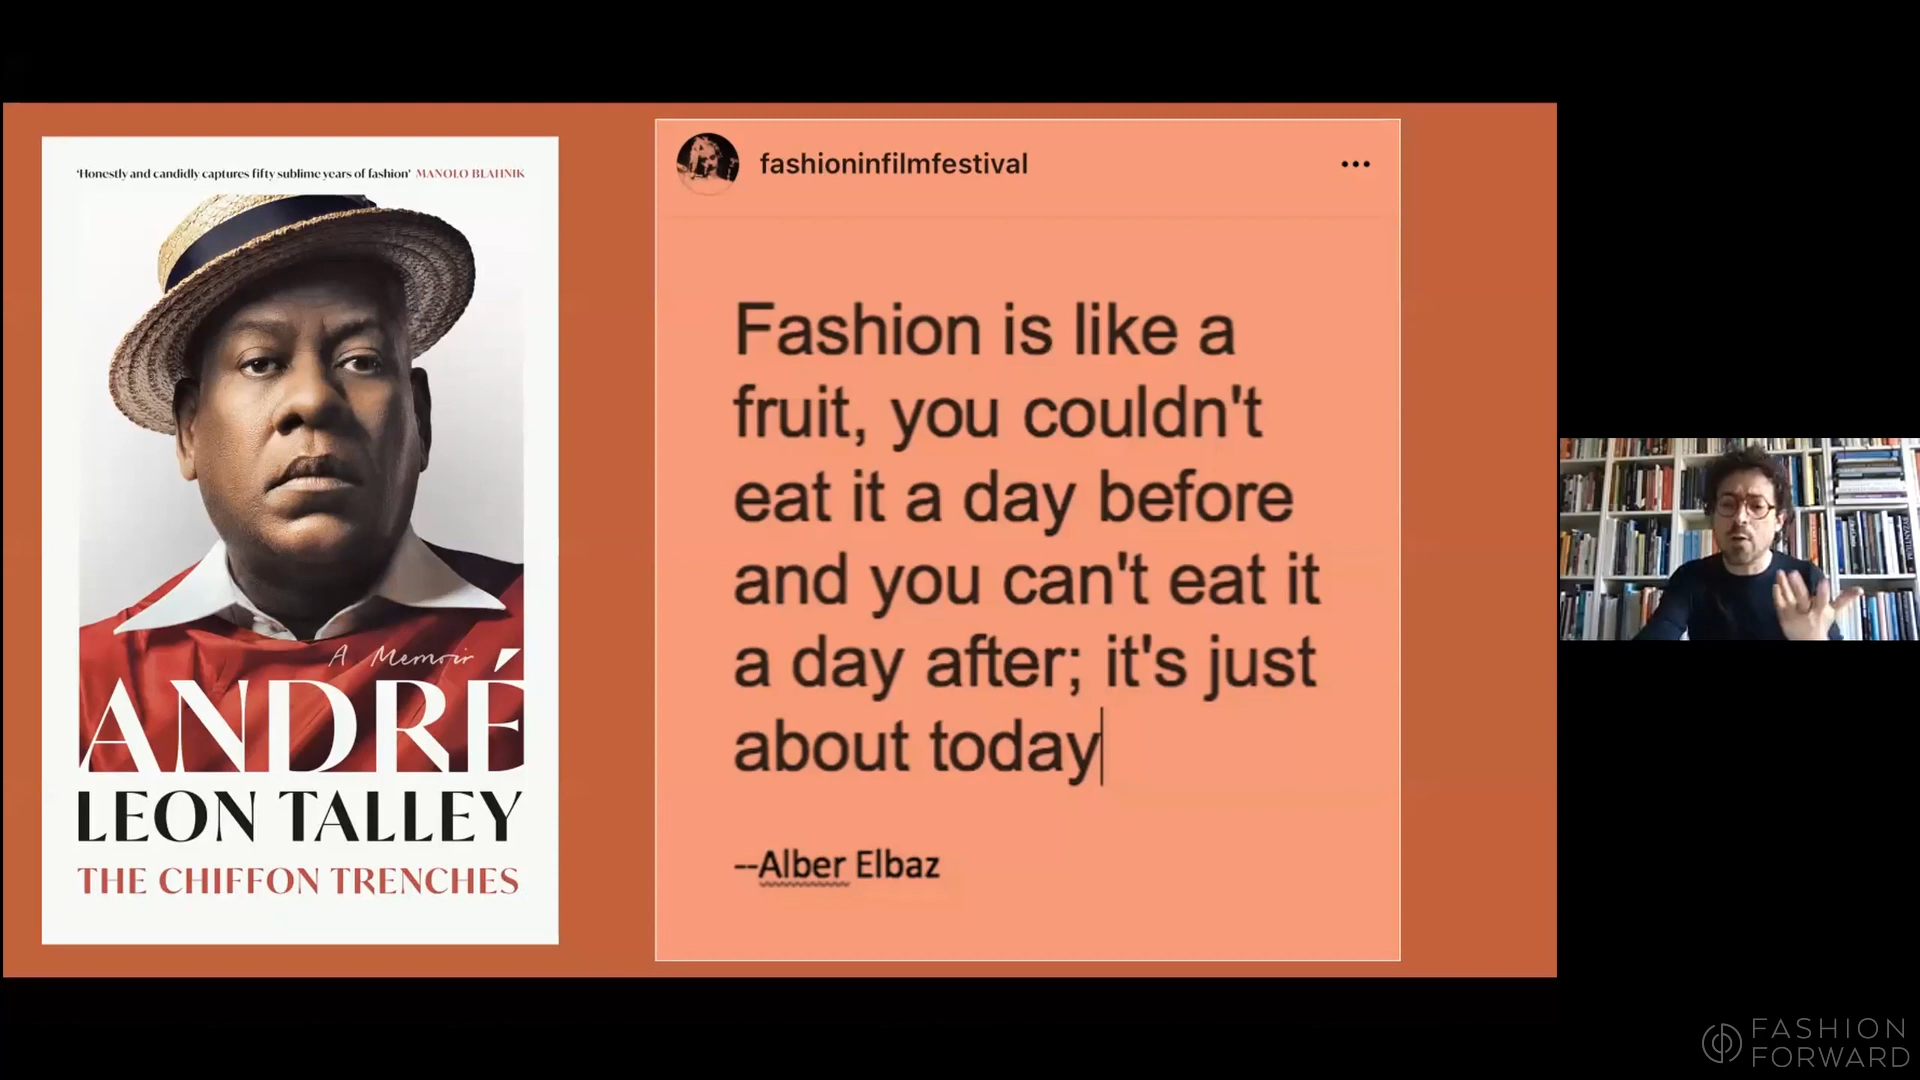 'Honestly and candidly captures fifty sublime years of fashion' MANOLO BLAHNIK
A Memoir
ANDRÉ
LEON TALLEY
THE CHIFFON TRENCHES
fashioninfilmfestival
Fashion is like a
fruit, you couldn't
eat it a day before
and you can't eat it
a day after; it's just
about today
--Alber Elbaz
BYZANTIUM
FASHION
FORWARD